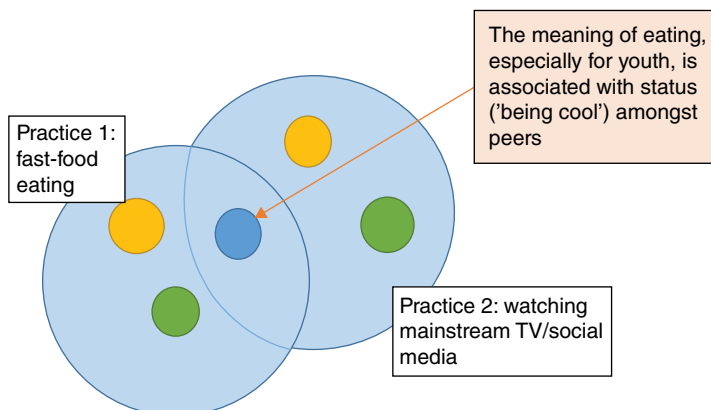 The meaning of eating,
especially for youth, is
associated with status
('being cool') amongst
peers
Practice 1:
fast-food
eating
Practice 2: watching
mainstream TV/social
media